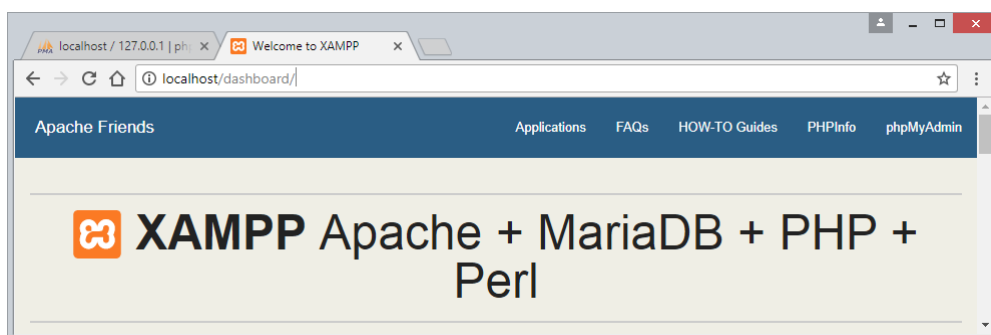 localhost / 127.0.0.1 | ph
Welcome to XAMPP
localhost/dashboard/
Apache Friends
Applications
FAQs
HOW-TO Guides
PHPInfo
phpMyAdmin
XAMPP Apache + MariaDB + PHP +
Perl